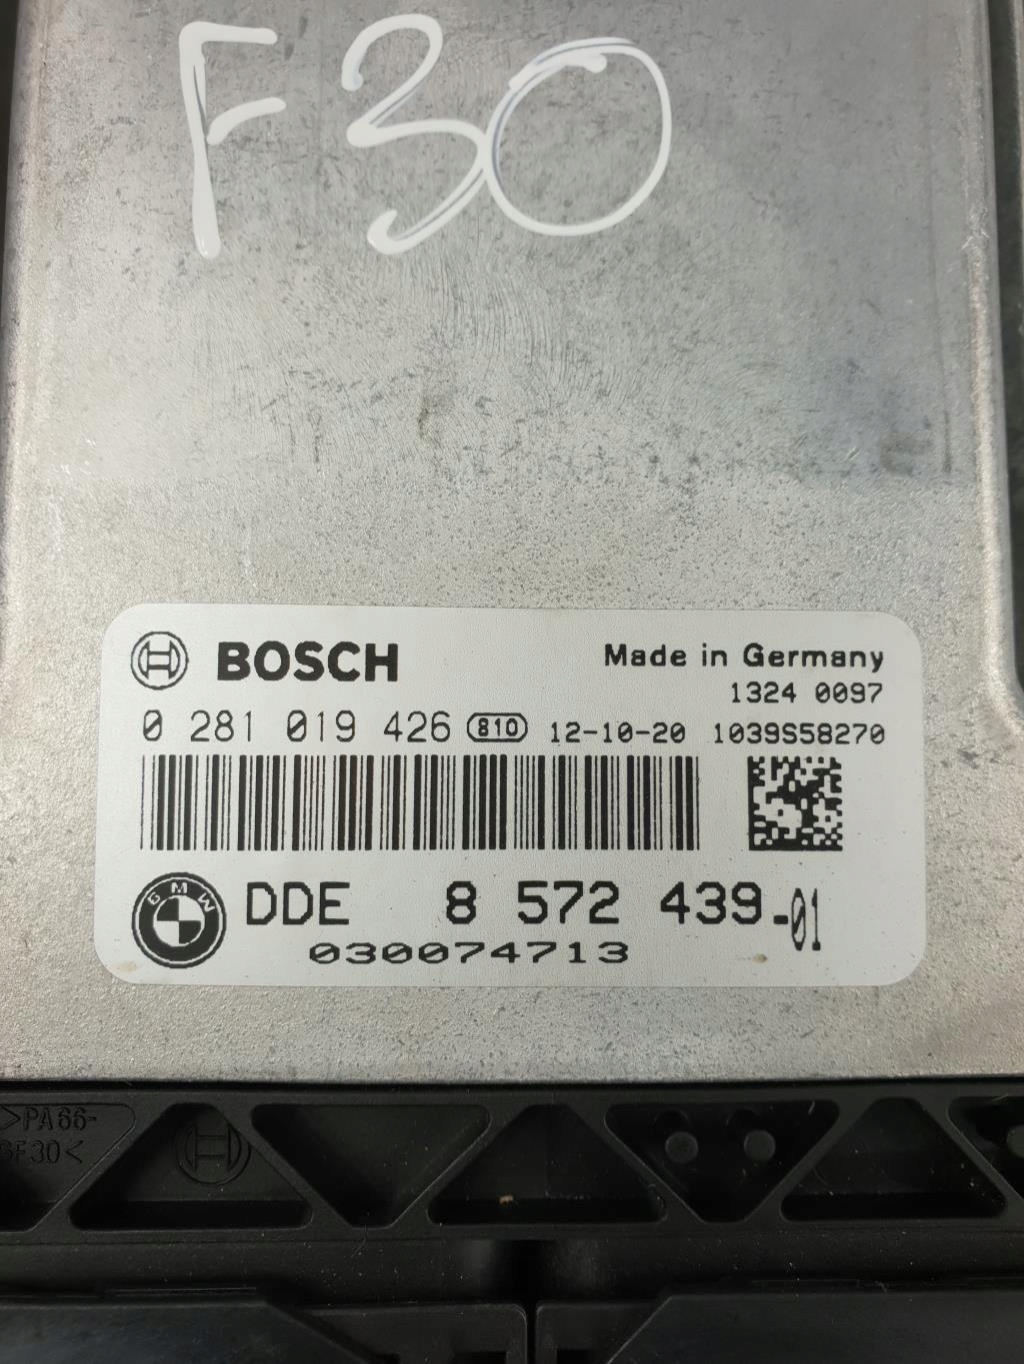 F30
BOSCH
Made in Germany
1324 0097
0 281 019 426 810 12-10-20 1039S58270
BMW
DDE 8 572 439-01
030074713
>PA66-
GF30<